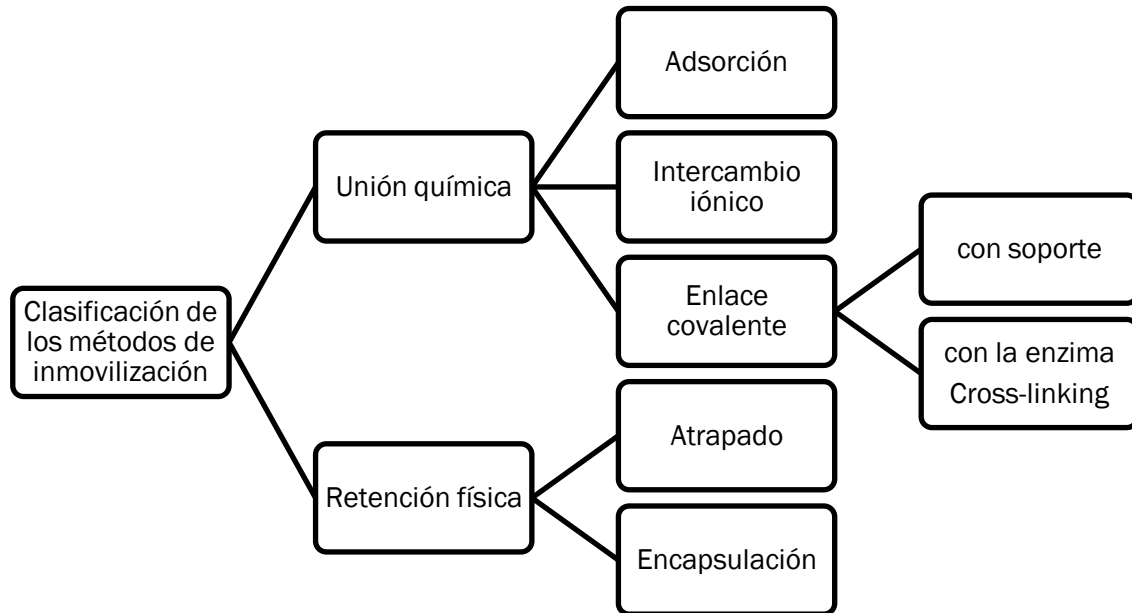 Clasificación de
los métodos de
inmovilización
Unión química
Adsorción
Intercambio
iónico
Enlace
covalente
con soporte
con la enzima
Cross-linking
Retención física
Atrapado
Encapsulación